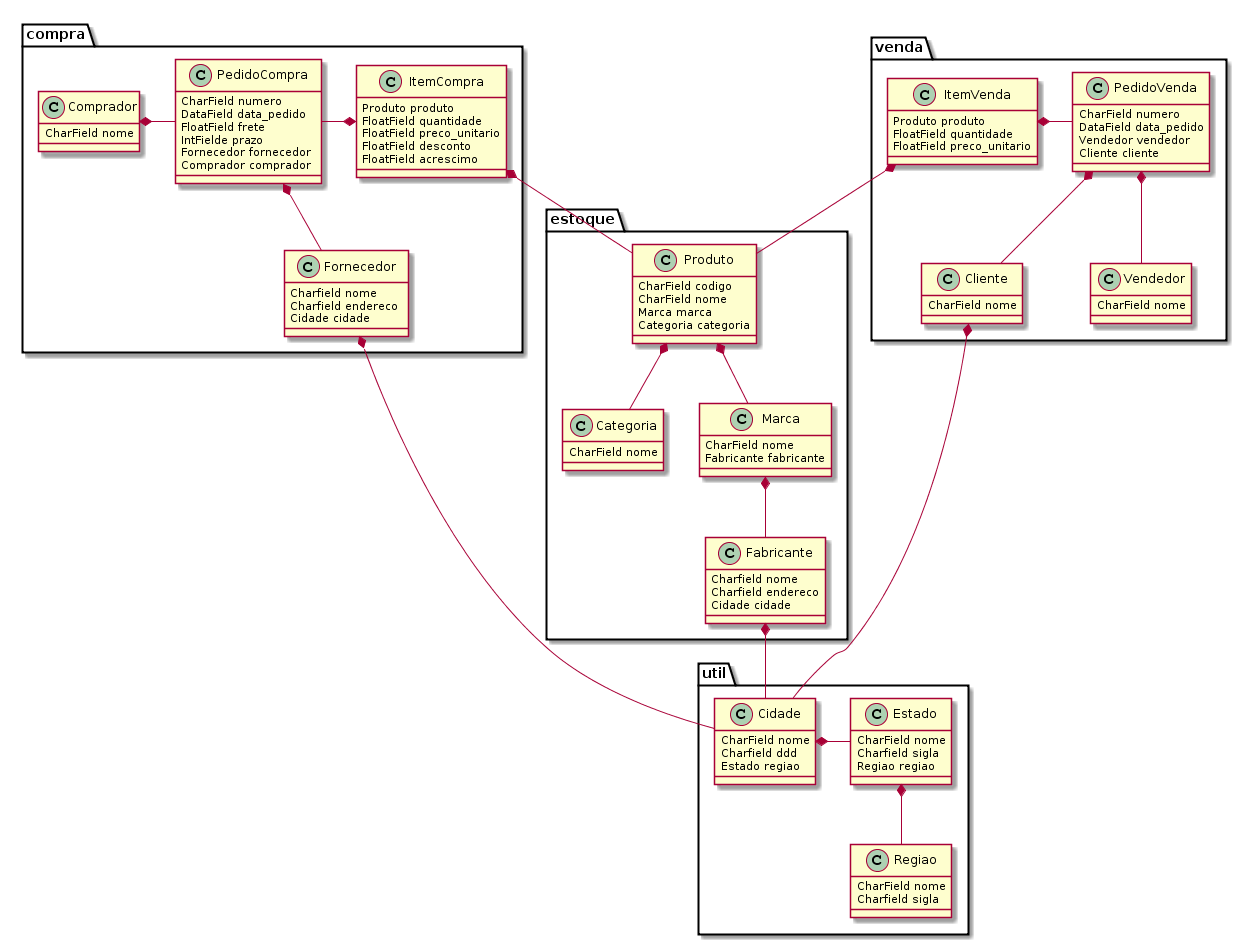 compra
C Comprador
CharField nome
C PedidoCompra
CharField numero
DataField data_pedido
FloatField frete
IntFielde prazo
Fornecedor fornecedor
Comprador comprador
C ItemCompra
Produto produto
FloatField quantidade
FloatField preco_unitario
FloatField desconto
FloatField acrescimo
C Fornecedor
Charfield nome
Charfield endereco
Cidade cidade
venda
C ItemVenda
Produto produto
FloatField quantidade
FloatField preco_unitario
C PedidoVenda
CharField numero
DataField data_pedido
Vendedor vendedor
Cliente cliente
C Cliente
CharField nome
C Vendedor
CharField nome
estoque
C Produto
CharField codigo
CharField nome
Marca marca
Categoria categoria
C Categoria
CharField nome
C Marca
CharField nome
Fabricante fabricante
C Fabricante
Charfield nome
Charfield endereco
Cidade cidade
util
C Cidade
CharField nome
Charfield ddd
Estado regiao
C Estado
CharField nome
Charfield sigla
Regiao regiao
C Regiao
CharField nome
Charfield sigla